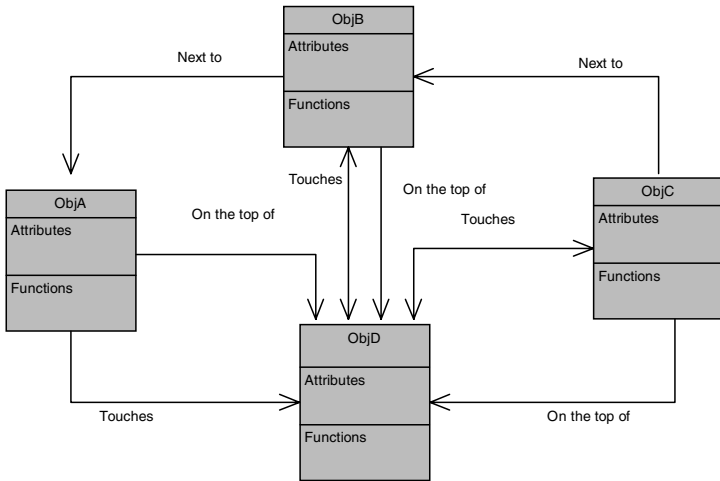 ObjB
Attributes
Functions
Next to
Next to
Touches
On the top of
ObjA
Attributes
Functions
On the top of
Touches
ObjC
Attributes
Functions
ObjD
Attributes
Functions
Touches
On the top of